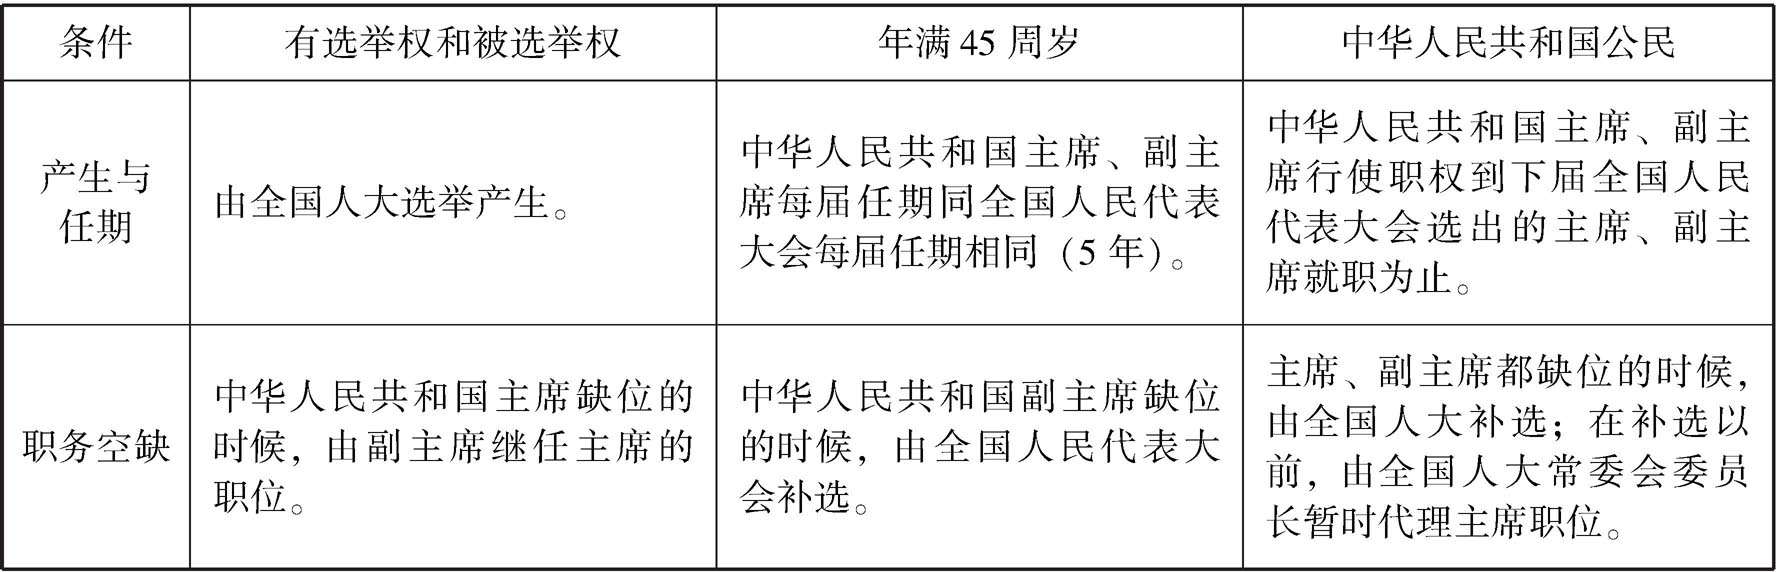 条件
有选举权和被选举权
年满45周岁
中华人民共和国公民
产生与
任期
由全国人大选举产生。
中华人民共和国主席、副主
席每届任期同全国人民代表
大会每届任期相同（5年）。
中华人民共和国主席、副主
席行使职权到下届全国人民
代表大会选出的主席、副主
席就职为止。
职务空缺
中华人民共和国主席缺位的
时候，由副主席继任主席的
职位。
中华人民共和国副主席缺位
的时候，由全国人民代表大
会补选。
主席、副主席都缺位的时候，
由全国人大补选；在补选以
前，由全国人大常委会委员
长暂时代理主席职位。